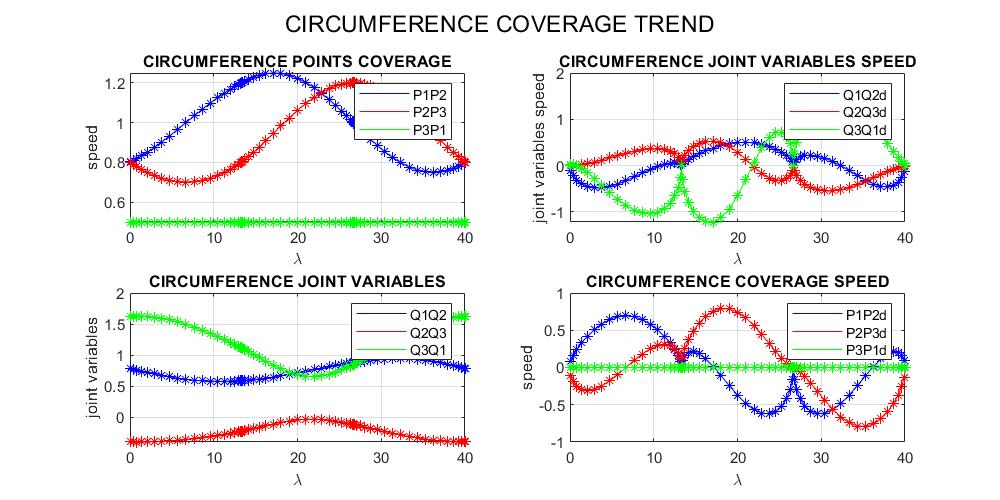 CIRCUMFERENCE COVERAGE TREND
CIRCUMFERENCE POINTS COVERAGE
1.2
1
0.8
0.6
speed
P1P2
P2P3
P3P1
0 10 20 30 40
λ
CIRCUMFERENCE JOINT VARIABLES SPEED
2
1
0
-1
joint variables speed
Q1Q2d
Q2Q3d
Q3Q1d
0 10 20 30 40
λ
CIRCUMFERENCE JOINT VARIABLES
2
1.5
1
0.5
0
joint variables
Q1Q2
Q2Q3
Q3Q1
0 10 20 30 40
λ
CIRCUMFERENCE COVERAGE SPEED
1
0.5
0
-0.5
-1
speed
P1P2d
P2P3d
P3P1d
0 10 20 30 40
λ